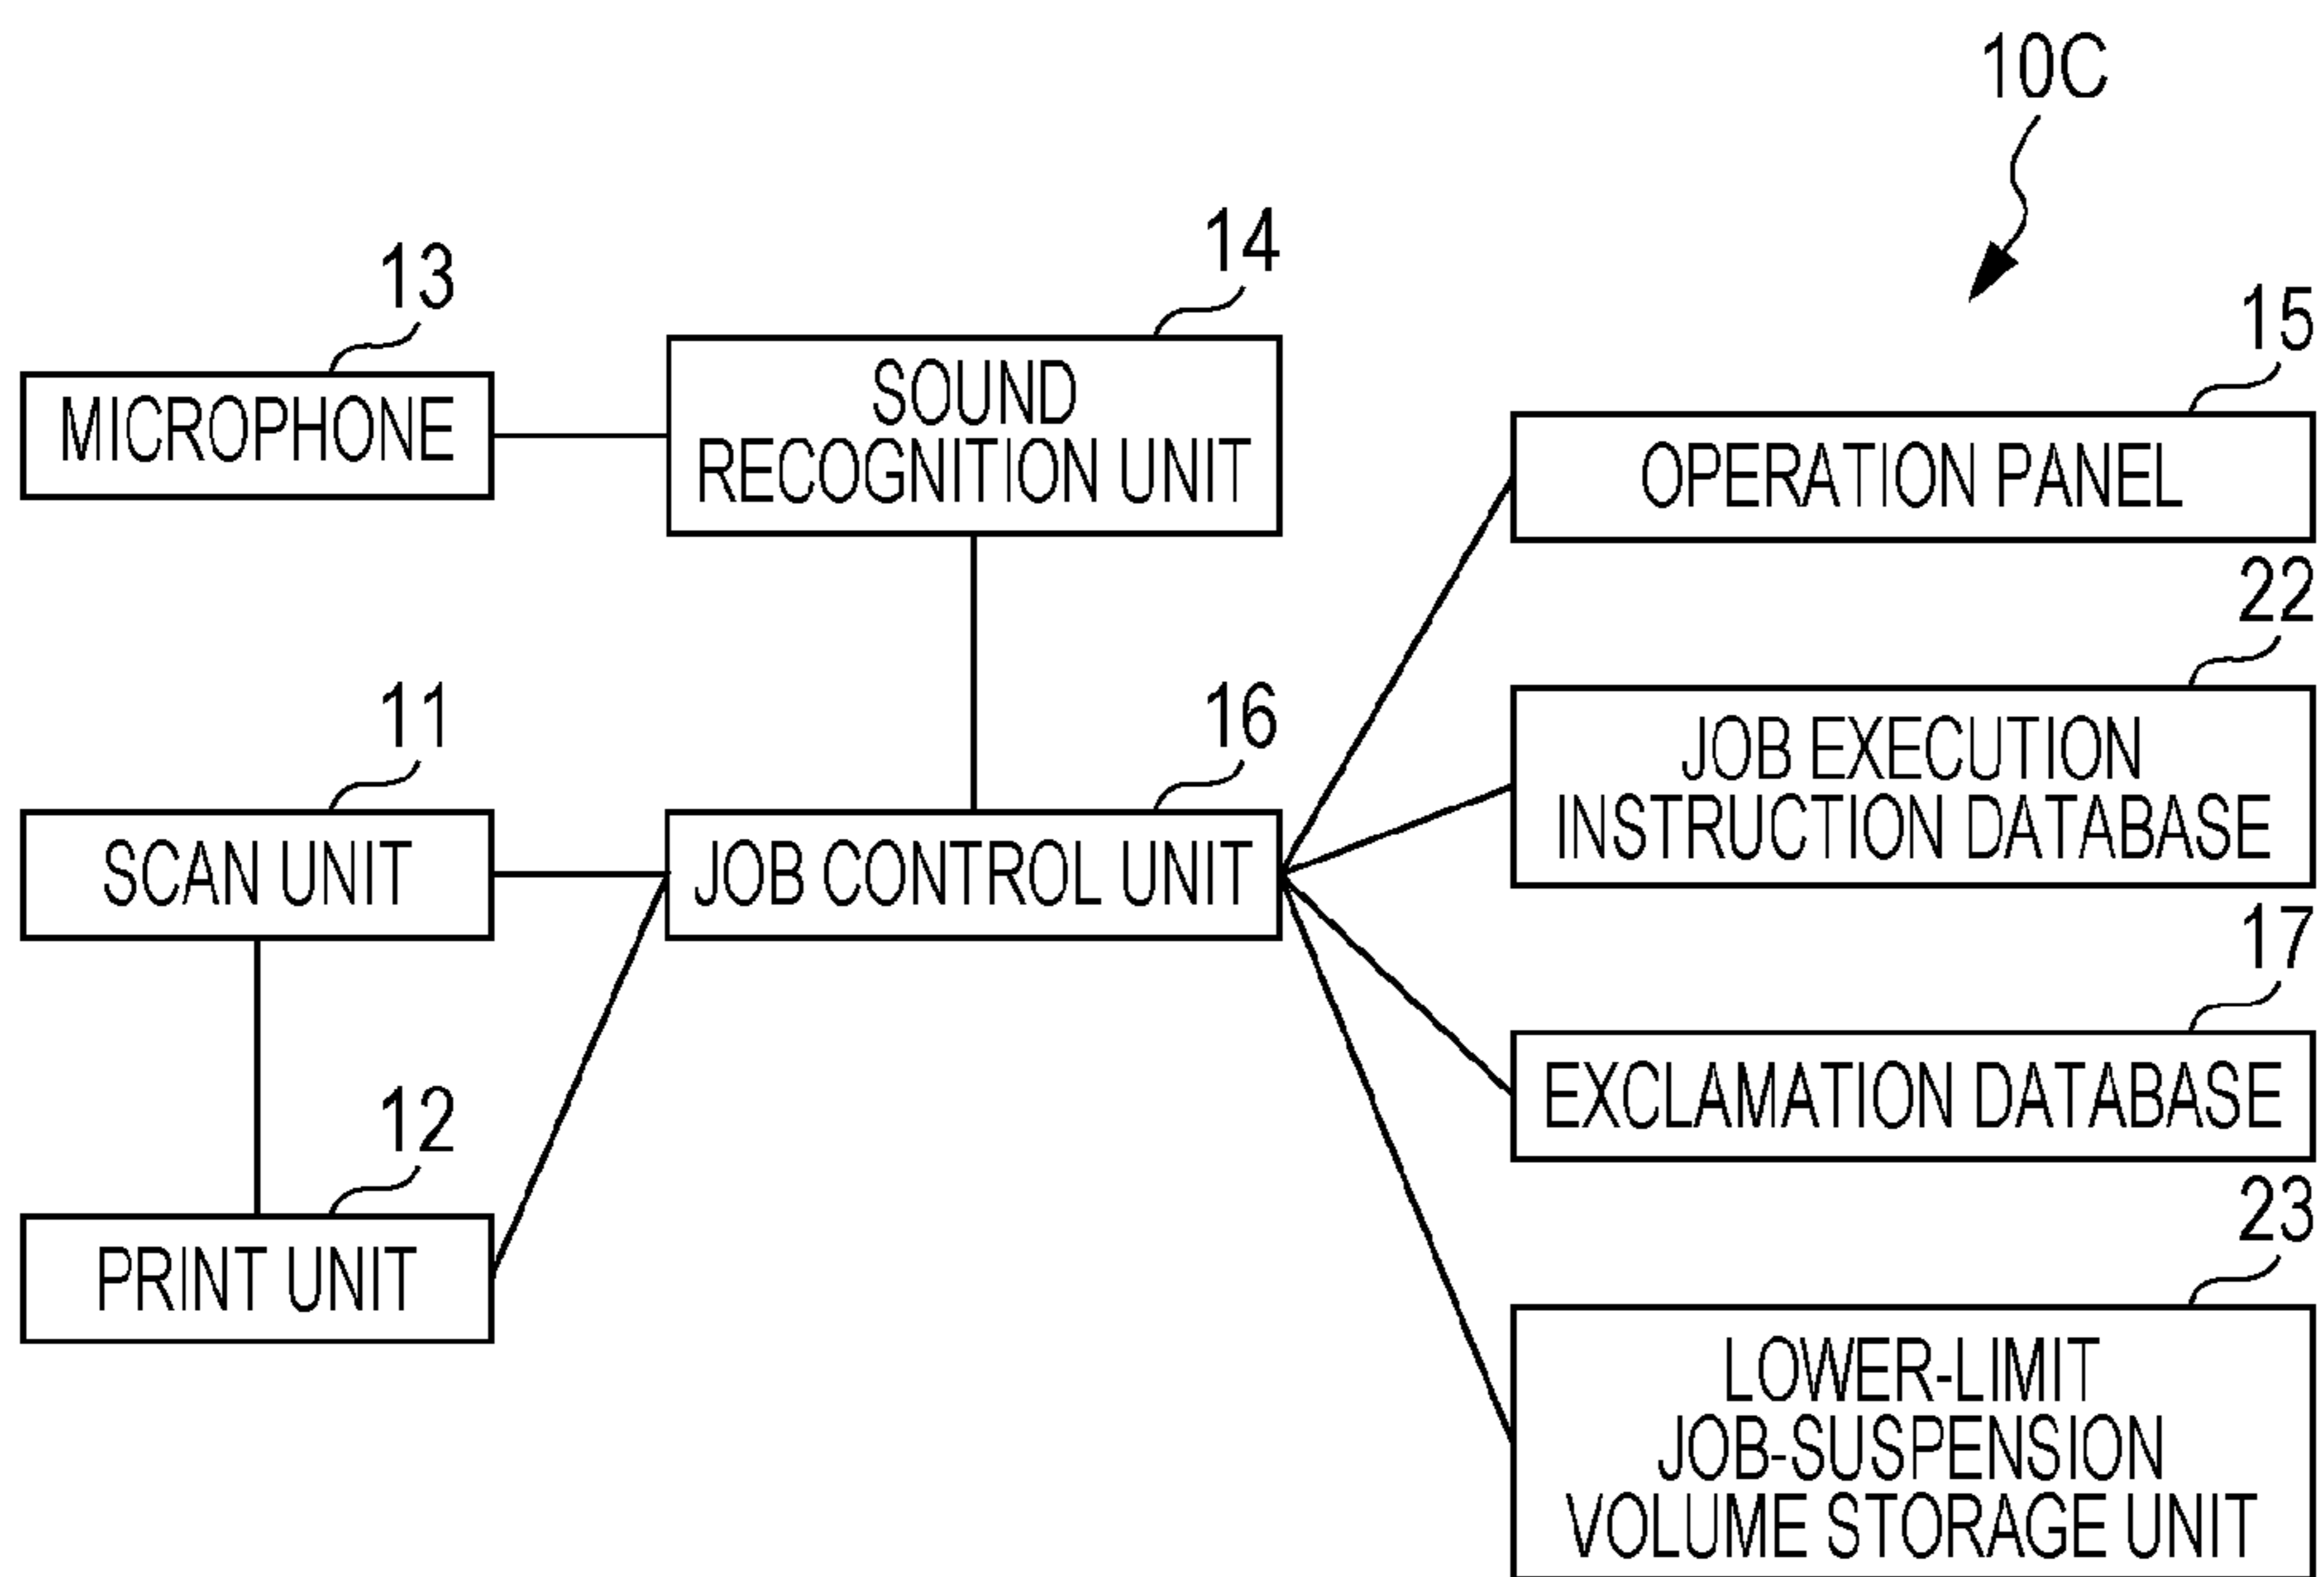 10C
13
MICROPHONE
14
SOUND
RECOGNITION UNIT
15
OPERATION PANEL
22
JOB EXECUTION
INSTRUCTION DATABASE
11
SCAN UNIT
16
JOB CONTROL UNIT
17
EXCLAMATION DATABASE
12
PRINT UNIT
23
LOWER-LIMIT
JOB-SUSPENSION
VOLUME STORAGE UNIT